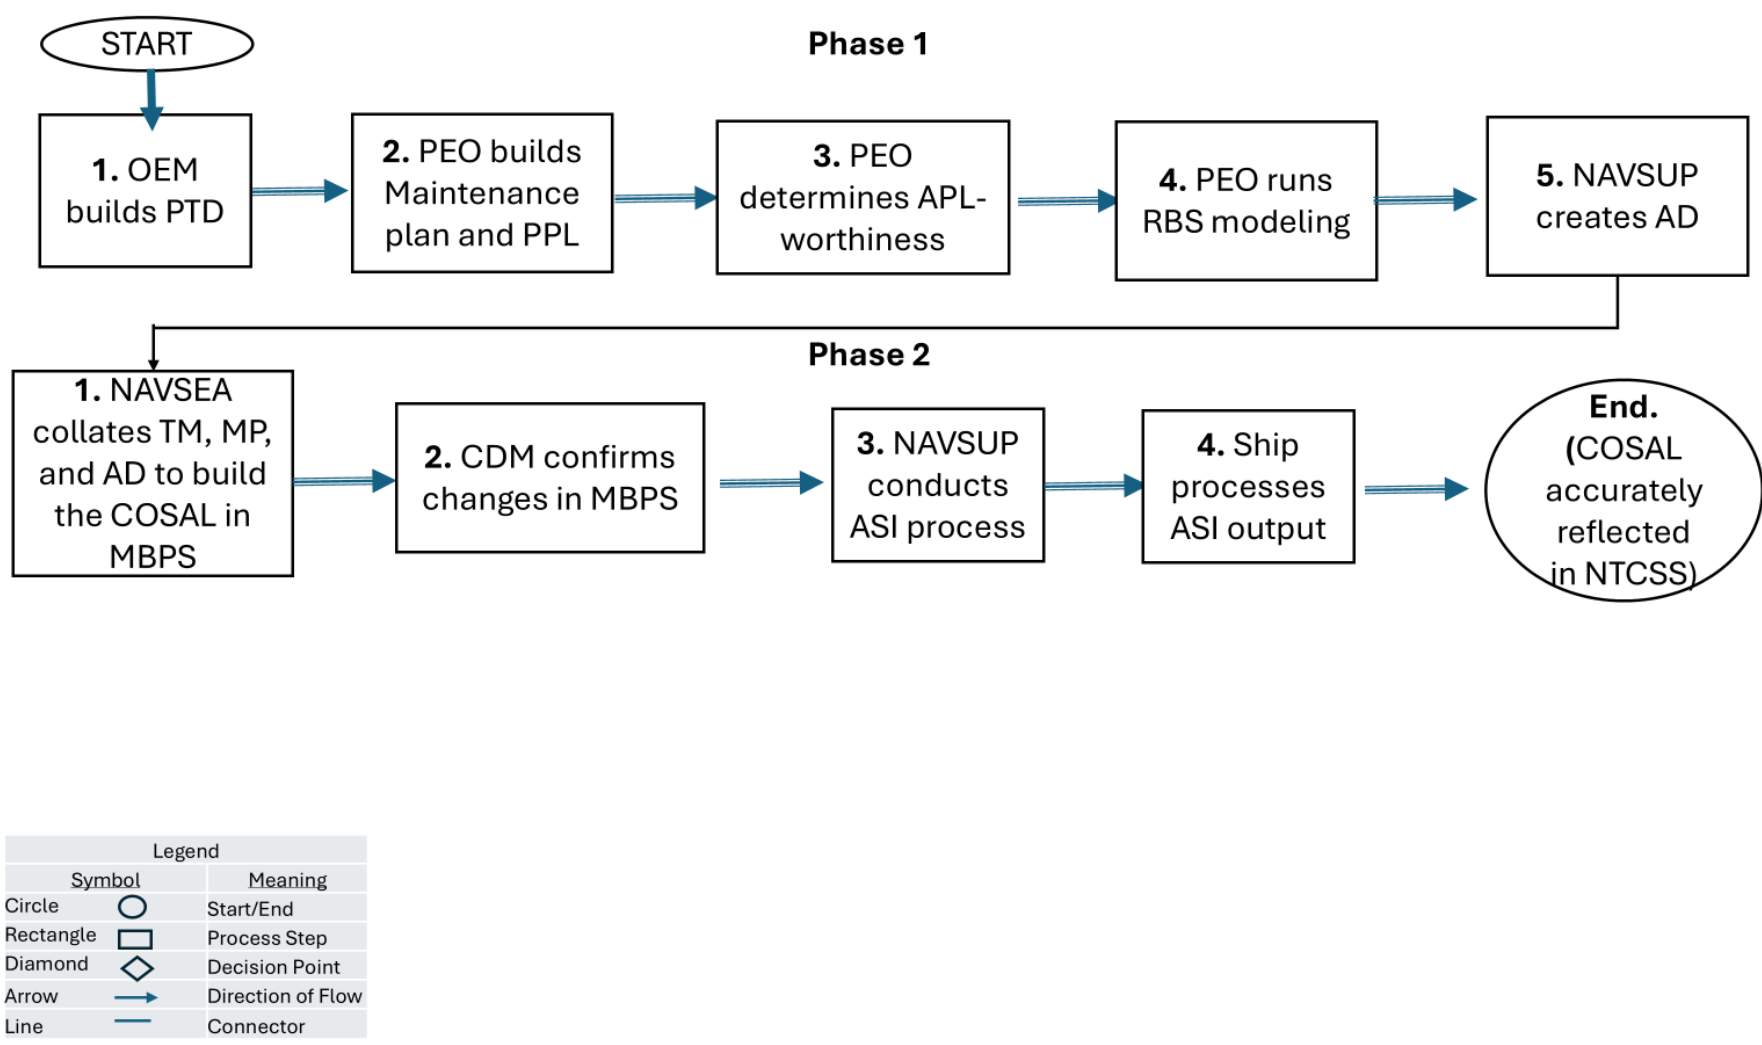 START
Phase 1
1. OEM
builds PTD
2. PEO builds
Maintenance
plan and PPL
3. PEO
determines APL-
worthiness
4. PEO runs
RBS modeling
5. NAVSUP
creates AD
Phase 2
1. NAVSEA
collates TM, MP,
and AD to build
the COSAL in
MBPS
2. CDM confirms
changes in MBPS
3. NAVSUP
conducts
ASI process
4. Ship
processes
ASI output
End.
(COSAL
accurately
reflected
in NTCSS)
Legend
Symbol Meaning
Circle Start/End
Rectangle Process Step
Diamond Decision Point
Arrow Direction of Flow
Line Connector